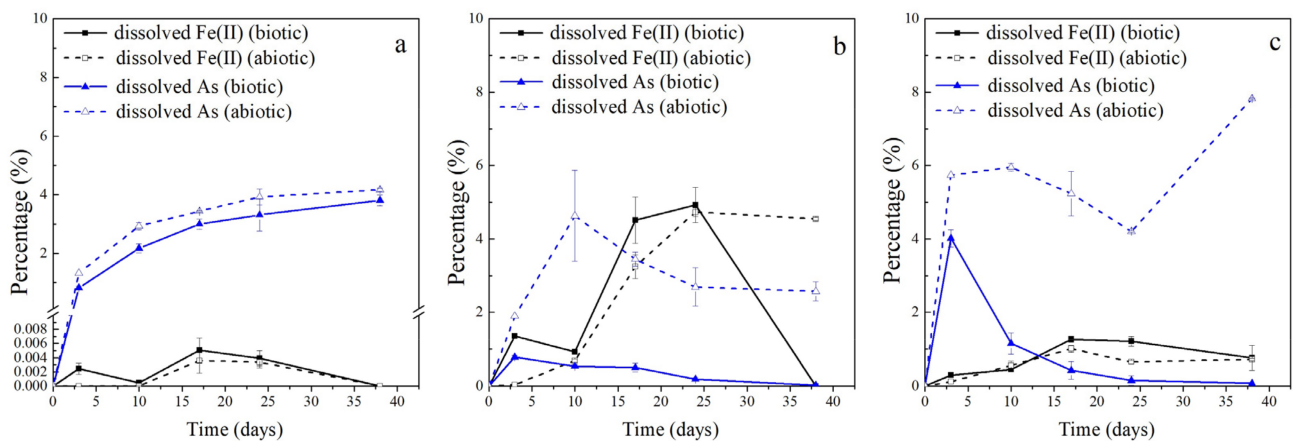 a
dissolved Fe(II) (biotic)
dissolved Fe(II) (abiotic)
dissolved As (biotic)
dissolved As (abiotic)
Percentage (%)
10
8
6
4
2
0.008
0.006
0.004
0.002
0.000
0 5 10 15 20 25 30 35 40
Time (days)
b
dissolved Fe(II) (biotic)
dissolved Fe(II) (abiotic)
dissolved As (biotic)
dissolved As (abiotic)
Percentage (%)
10
8
6
4
2
0
0 5 10 15 20 25 30 35 40
Time (days)
c
dissolved Fe(II) (biotic)
dissolved Fe(II) (abiotic)
dissolved As (biotic)
dissolved As (abiotic)
Percentage (%)
10
8
6
4
2
0
0 5 10 15 20 25 30 35 40
Time (days)